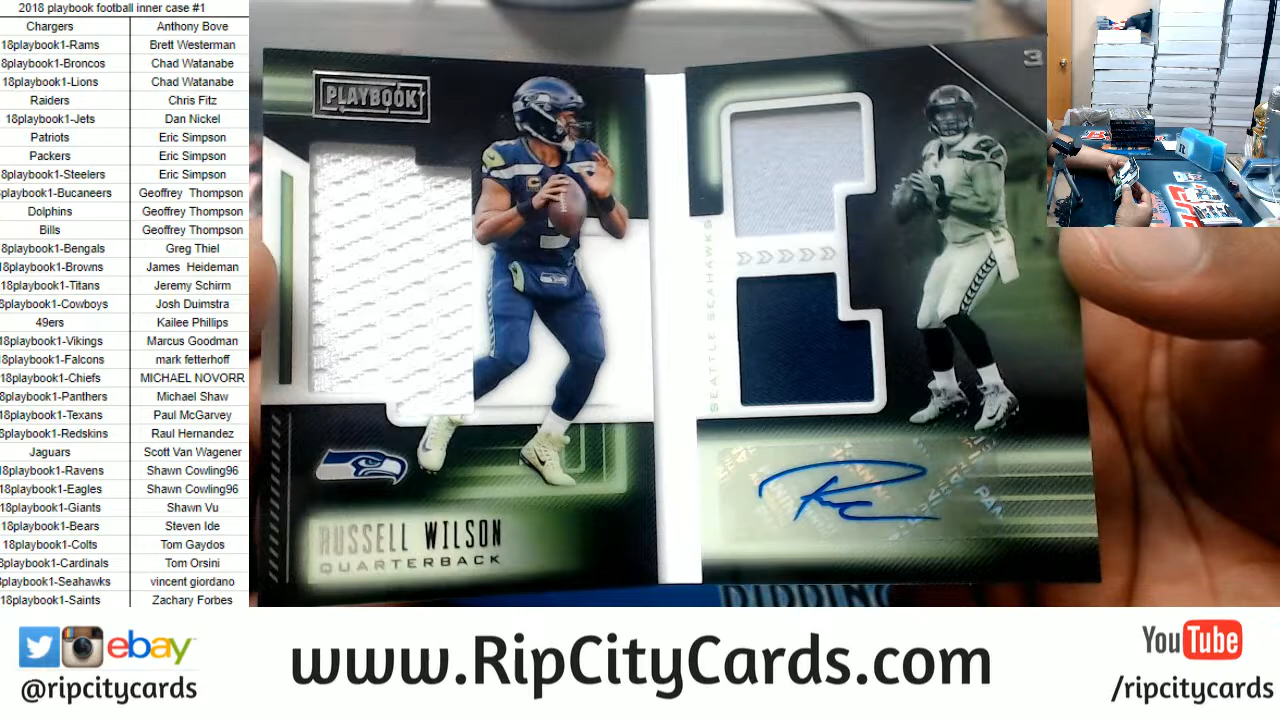 2018 playbook football inner case #1
Chargers Anthony Bove
18playbook1-Rams Brett Westerman
8playbook1-Broncos Chad Watanabe
18playbook1-Lions Chad Watanabe
Raiders Chris Fitz
18playbook1-Jets Dan Nickel
Patriots Eric Simpson
Packers Eric Simpson
8playbook1-Steelers Eric Simpson
playbook1-Bucaneers Geoffrey Thompson
Dolphins Geoffrey Thompson
Bills Geoffrey Thompson
8playbook1-Bengals Greg Thiel
18playbook1-Browns James Heideman
18playbook1-Titans Jeremy Schirm
8playbook1-Cowboys Josh Duimstra
49ers Kailee Phillips
18playbook1-Vikings Marcus Goodman
18playbook1-Falcons mark fetterhoff
18playbook1-Chiefs MICHAEL NOVORR
8playbook1-Panthers Michael Shaw
18playbook1-Texans Paul McGarvey
8playbook1-Redskins Raul Hernandez
Jaguars Scott Van Wagener
18playbook1-Ravens Shawn Cowling96
18playbook1-Eagles Shawn Cowling96
18playbook1-Giants Shawn Vu
18playbook1-Bears Steven Ide
18playbook1-Colts Tom Gaydos
8playbook1-Cardinals Tom Orsini
playbook1-Seahawks vincent giordano
18playbook1-Saints Zachary Forbes
PLAYBOOK
RUSSELL WILSON
QUARTERBACK
SEATTLE SEAHAWKS
3
ebay
@ripcitycards
www.RipCityCards.com
YouTube
/ripcitycards